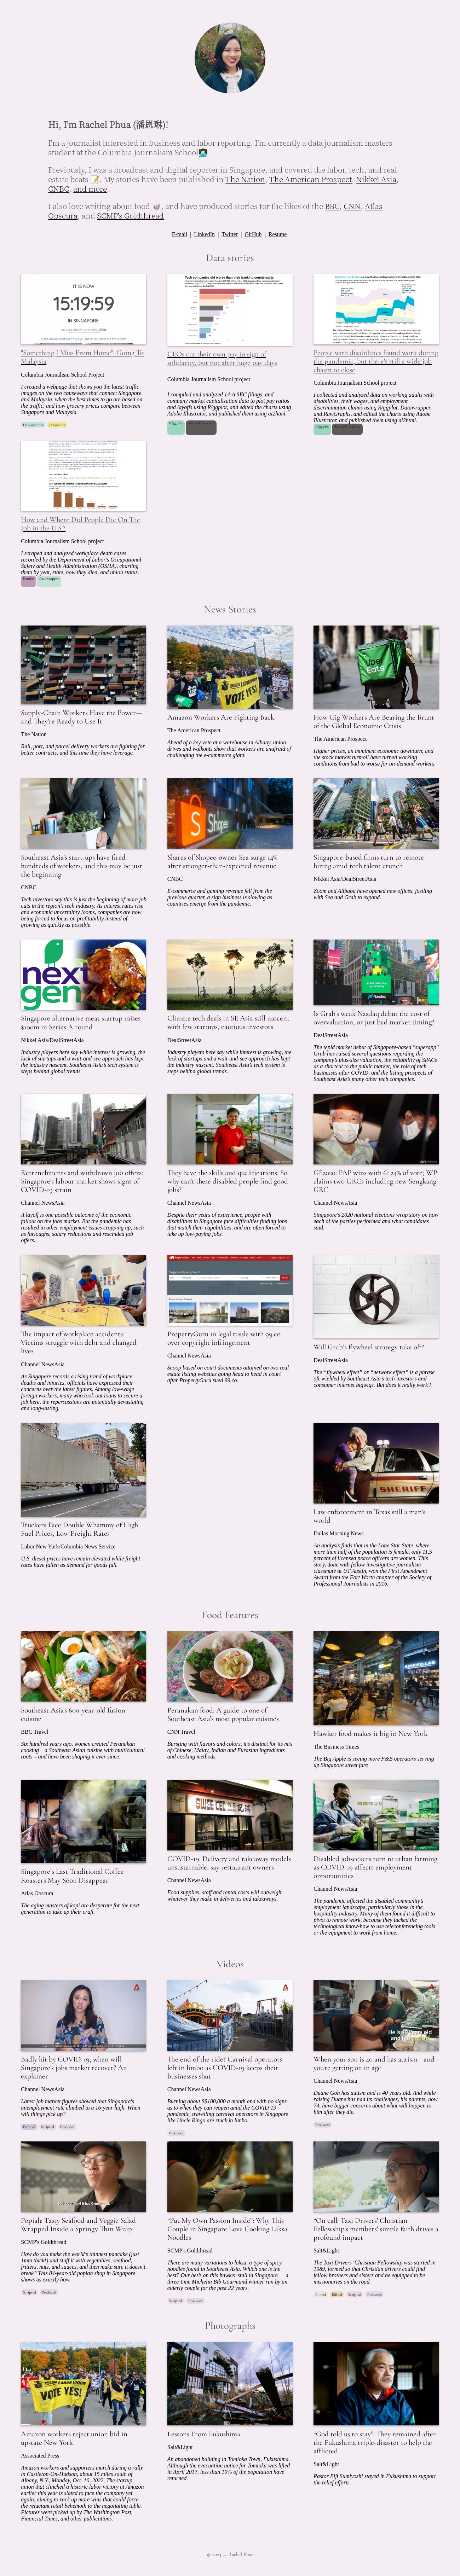 Hi, I'm Rachel Phua (潘恩琳)!
I'm a journalist interested in business and labor reporting. I'm currently a data journalism masters
student at the Columbia Journalism School👩🏻‍💻.
Previously, I was a broadcast and digital reporter in Singapore, and covered the labor, tech, and real
estate beats 📝. My stories have been published in The Nation, The American Prospect, Nikkei Asia,
CNBC, and more.
I also love writing about food 🥡, and have produced stories for the likes of the BBC, CNN, Atlas
Obscura, and SCMP's Goldthread.
E-mail | LinkedIn | Twitter | GitHub | Resume
Data stories
IT IS NOW
15:19:59
IN SINGAPORE.
"Something I Miss From Home": Going To
Malaysia
Columbia Journalism School Project
I created a webpage that shows the latest traffic
images on the two causeways that connect Singapore
and Malaysia, when the best times to go are based on
the traffic, and how grocery prices compare between
Singapore and Malaysia.
Datawrapper Javascript
Tech companies did worse than their banking counterparts
CEOs cut their own pay in sign of
solidarity, but not after huge pay days
Columbia Journalism School project
I compiled and analyzed 14-A SEC filings, and
company market capitalization data to plot pay ratios
and layoffs using R/ggplot, and edited the charts using
Adobe Illustrator, and published them using ai2html.
R/ggplot Adobe Illustrator
People with disabilities found work during
the pandemic, but there's still a wide job
chasm to close
Columbia Journalism School project
I collected and analyzed data on working adults with
disabilities, their wages, and employment
discrimination claims using R/ggplot, Datawrapper,
and RawGraphs, and edited the charts using Adobe
Illustrator, and published them using ai2html.
R/ggplot Adobe Illustrator
How and Where Did People Die On The
Job in the U.S.?
Columbia Journalism School project
I scraped and analyzed workplace death cases
recorded by the Department of Labor's Occupational
Safety and Health Administration (OSHA), charting
them by year, state, how they died, and union status.
Pandas Datawrapper
News Stories
Supply-Chain Workers Have the Power—
and They're Ready to Use It
The Nation
Rail, port, and parcel delivery workers are fighting for
better contracts, and this time they have leverage.
VOTE YES!
Amazon Workers Are Fighting Back
The American Prospect
Ahead of a key vote at a warehouse in Albany, union
drives and walkouts show that workers are unafraid of
challenging the e-commerce giant.
Uber
Eats
How Gig Workers Are Bearing the Brunt
of the Global Economic Crisis
The American Prospect
Higher prices, an imminent economic downturn, and
the stock market turmoil have turned working
conditions from bad to worse for on-demand workers.
Southeast Asia's start-ups have fired
hundreds of workers, and this may be just
the beginning
CNBC
Tech investors say this is just the beginning of more job
cuts in the region's tech industry. As interest rates rise
and economic uncertainty looms, companies are now
being forced to focus on profitability instead of
growing as quickly as possible.
Shopee
Shares of Shopee-owner Sea surge 14%
after stronger-than-expected revenue
CNBC
E-commerce and gaming revenue fell from the
previous quarter, a sign business is slowing as
countries emerge from the pandemic.
Singapore-based firms turn to remote
hiring amid tech talent crunch
Nikkei Asia/DealStreetAsia
Zoom and Alibaba have opened new offices, jostling
with Sea and Grab to expand.
next
gen
Singapore alternative meat startup raises
$100m in Series A round
Nikkei Asia/DealStreetAsia
Industry players here say while interest is growing, the
lack of startups and a wait-and-see approach has kept
the industry nascent. Southeast Asia's tech system is
steps behind global trends.
Climate tech deals in SE Asia still nascent
with few startups, cautious investors
DealStreetAsia
Industry players here say while interest is growing, the
lack of startups and a wait-and-see approach has kept
the industry nascent. Southeast Asia's tech system is
steps behind global trends.
Is Grab's weak Nasdaq debut the cost of
overvaluation, or just bad market timing?
DealStreetAsia
The tepid market debut of Singapore-based "superapp"
Grab has raised several questions regarding the
company's plus-size valuation, the reliability of SPACs
as a shortcut to the public market, the role of tech
businesses after COVID, and the listing prospects of
Southeast Asia's many other tech companies.
Retrenchments and withdrawn job offers:
Singapore's labour market shows signs of
COVID-19 strain
Channel NewsAsia
A layoff is one possible outcome of the economic
fallout on the jobs market. But the pandemic has
resulted in other employment issues cropping up, such
as furloughs, salary reductions and rescinded job
offers.
They have the skills and qualifications. So
why can't these disabled people find good
jobs?
Channel NewsAsia
Despite their years of experience, people with
disabilities in Singapore face difficulties finding jobs
that match their capabilities, and are often forced to
take up low-paying jobs.
GE2020: PAP wins with 61.24% of vote; WP
claims two GRCs including new Sengkang
GRC
Channel NewsAsia
Singapore's 2020 national elections wrap story on how
each of the parties performed and what candidates
said.
The impact of workplace accidents:
Victims struggle with debt and changed
lives
Channel NewsAsia
As Singapore records a rising trend of workplace
deaths and injuries, officials have expressed their
concerns over the latest figures. Among low-wage
foreign workers, many who took out loans to secure a
job here, the repercussions are potentially devastating
and long-lasting.
PropertyGuru in legal tussle with 99.co
over copyright infringement
Channel NewsAsia
Scoop based on court documents attained on two real
estate listing websites going head to head in court
after PropertyGuru sued 99.co.
Will Grab's flywheel strategy take off?
DealStreetAsia
The "flywheel effect" or "network effect" is a phrase
oft-wielded by Southeast Asia's tech investors and
consumer internet bigwigs. But does it really work?
Truckers Face Double Whammy of High
Fuel Prices, Low Freight Rates
Labor New York/Columbia News Service
U.S. diesel prices have remain elevated while freight
rates have fallen as demand for goods fall.
SHERIFF
Law enforcement in Texas still a man's
world
Dallas Morning News
An analysis finds that in the Lone Star State, where
more than half of the population is female, only 11.5
percent of licensed peace officers are women. This
story, done with fellow investigative journalism
classmate at UT Austin, won the First Amendment
Award from the Fort Worth chapter of the Society of
Professional Journalists in 2016.
Food Features
Southeast Asia's 600-year-old fusion
cuisine
BBC Travel
Six hundred years ago, women created Peranakan
cooking – a Southeast Asian cuisine with multicultural
roots – and have been shaping it ever since.
Peranakan food: A guide to one of
Southeast Asia's most popular cuisines
CNN Travel
Bursting with flavors and colors, it's distinct for its mix
of Chinese, Malay, Indian and Eurasian ingredients
and cooking methods.
Hawker food makes it big in New York
The Business Times
The Big Apple is seeing more F&B operators serving
up Singapore street fare
Singapore's Last Traditional Coffee
Roasters May Soon Disappear
Atlas Obscura
The aging masters of kopi are desperate for the next
generation to take up their craft.
SWEE KEE
COVID-19: Delivery and takeaway models
unsustainable, say restaurant owners
Channel NewsAsia
Food supplies, staff and rental costs will outweigh
whatever they make in deliveries and takeaways.
Disabled jobseekers turn to urban farming
as COVID-19 affects employment
opportunities
Channel NewsAsia
The pandemic affected the disabled community's
employment landscape, particularly those in the
hospitality industry. Many of them found it difficult to
pivot to remote work, because they lacked the
technological know-how to use teleconferencing tools
or the equipment to work from home.
Videos
Badly hit by COVID-19, when will
Singapore's jobs market recover? An
explainer
Channel NewsAsia
Latest job market figures showed that Singapore's
unemployment rate climbed to a 16-year high. When
will things pick up?
Fronted Scripted Produced
The end of the ride? Carnival operators
left in limbo as COVID-19 keeps their
businesses shut
Channel NewsAsia
Burning about S$100,000 a month and with no signs
as to when they can reopen amid the COVID-19
pandemic, travelling carnival operators in Singapore
like Uncle Ringo are stuck in limbo.
Produced
When your son is 40 and has autism - and
you're getting on in age
Channel NewsAsia
Duane Goh has autism and is 40 years old. And while
raising Duane has had its challenges, his parents, now
74, have bigger concerns about what will happen to
him after they die.
Produced
Popiah: Tasty Seafood and Veggie Salad
Wrapped Inside a Springy Thin Wrap
SCMP's Goldthread
How do you make the world's thinnest pancake (just
1mm thick!) and stuff it with vegetables, seafood,
fritters, nuts, and sauces, and then make sure it doesn't
break? This 84-year-old popiah shop in Singapore
shows us exactly how.
Scripted Produced
"Put My Own Passion Inside": Why This
Couple in Singapore Love Cooking Laksa
Noodles
SCMP's Goldthread
There are many variations to laksa, a type of spicy
noodles found in Southeast Asia. Which one is the
best? Our bet's on this hawker stall in Singapore — a
three-time Michelin Bib Gourmand winner run by an
elderly couple for the past 22 years.
Scripted Produced
"On call: Taxi Drivers' Christian
Fellowship's members' simple faith drives a
profound impact
Salt&Light
The Taxi Drivers' Christian Fellowship was started in
1989, formed so that Christian drivers could be find
fellow brothers and sisters and be equipped to be
missionaries on the road.
Filmed Edited Scripted Produced
Photographs
VOTE YES!
Amazon workers reject union bid in
upstate New York
Associated Press
Amazon workers and supporters march during a rally
in Castleton-On-Hudson, about 15 miles south of
Albany, N.Y., Monday, Oct. 10, 2022. The startup
union that clinched a historic labor victory at Amazon
earlier this year is slated to face the company yet
again, aiming to rack up more wins that could force
the reluctant retail behemoth to the negotiating table.
Pictures were picked up by The Washington Post,
Financial Times, and other publications.
Lessons From Fukushima
Salt&Light
An abandoned building in Tomioka Town, Fukushima.
Although the evacuation notice for Tomioka was lifted
in April 2017, less than 10% of the population have
returned.
"God told us to stay": They remained after
the Fukushima triple-disaster to help the
afflicted
Salt&Light
Pastor Eiji Sumiyoshi stayed in Fukushima to support
the relief efforts.
© 2023 — Rachel Phua